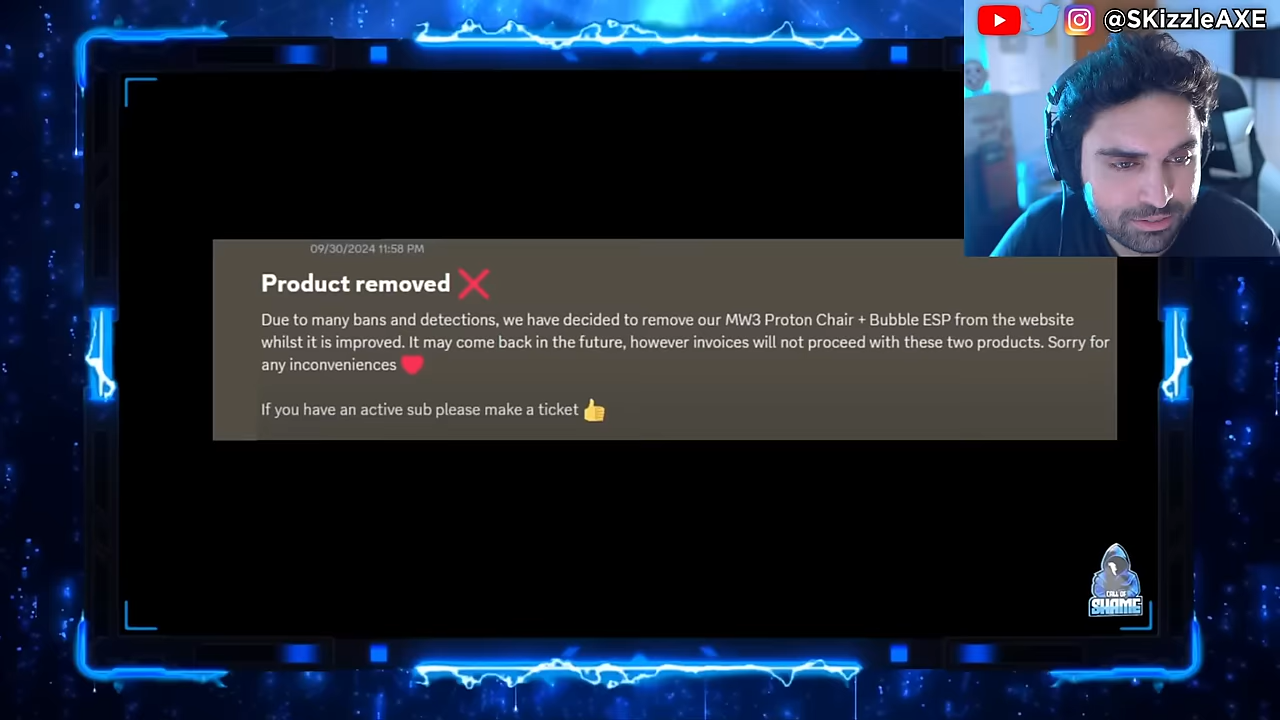 @SKizzleAXE
09/30/2024 11:58 PM
Product removed ❌
Due to many bans and detections, we have decided to remove our MW3 Proton Chair + Bubble ESP from the website
whilst it is improved. It may come back in the future, however invoices will not proceed with these two products. Sorry for
any inconveniences ❤️
If you have an active sub please make a ticket 👍
CALL OF
SHAME